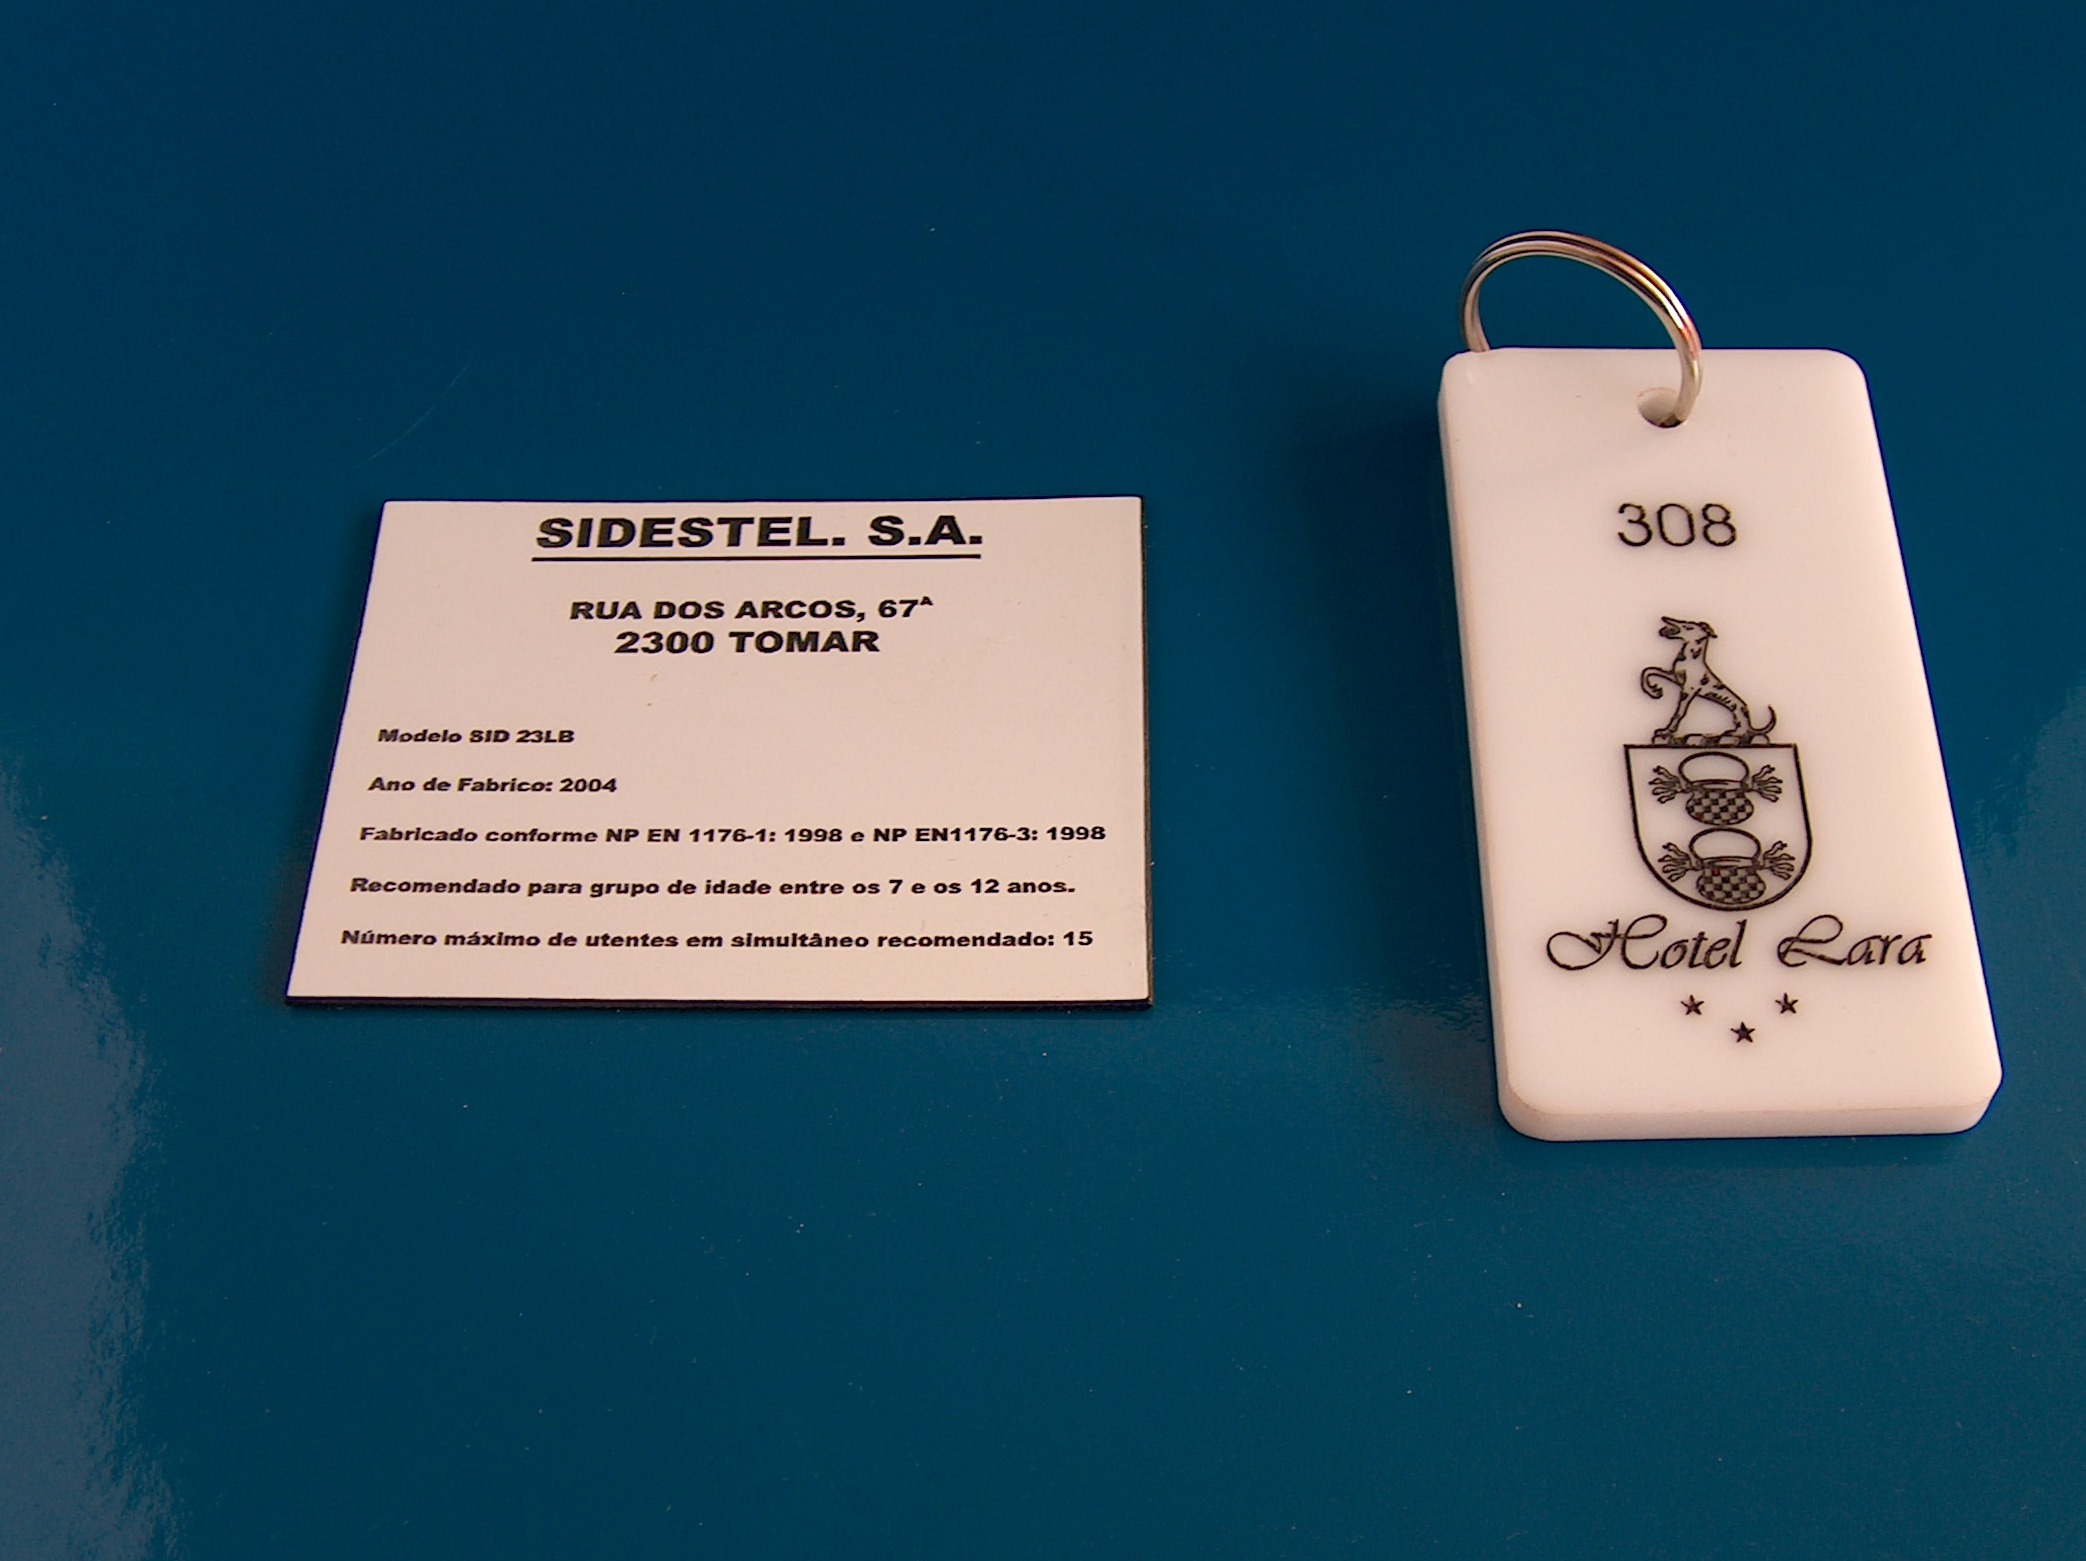 SIDESTEL. S.A.
RUA DOS ARCOS, 67ᴬ
2300 TOMAR
Modelo SID 23LB
Ano de Fabrico: 2004
Fabricado conforme NP EN 1176-1: 1998 e NP EN1176-3: 1998
Recomendado para grupo de idade entre os 7 e os 12 anos.
Número máximo de utentes em simultâneo recomendado: 15
308
Hotel Lara